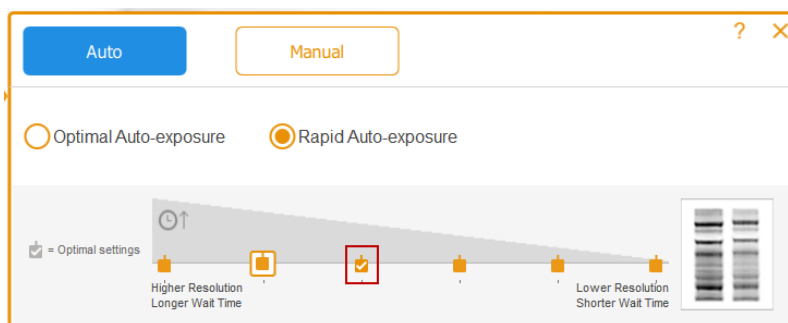 Auto
Manual
?
Optimal Auto-exposure
Rapid Auto-exposure
= Optimal settings
Higher Resolution
Longer Wait Time
Lower Resolution
Shorter Wait Time